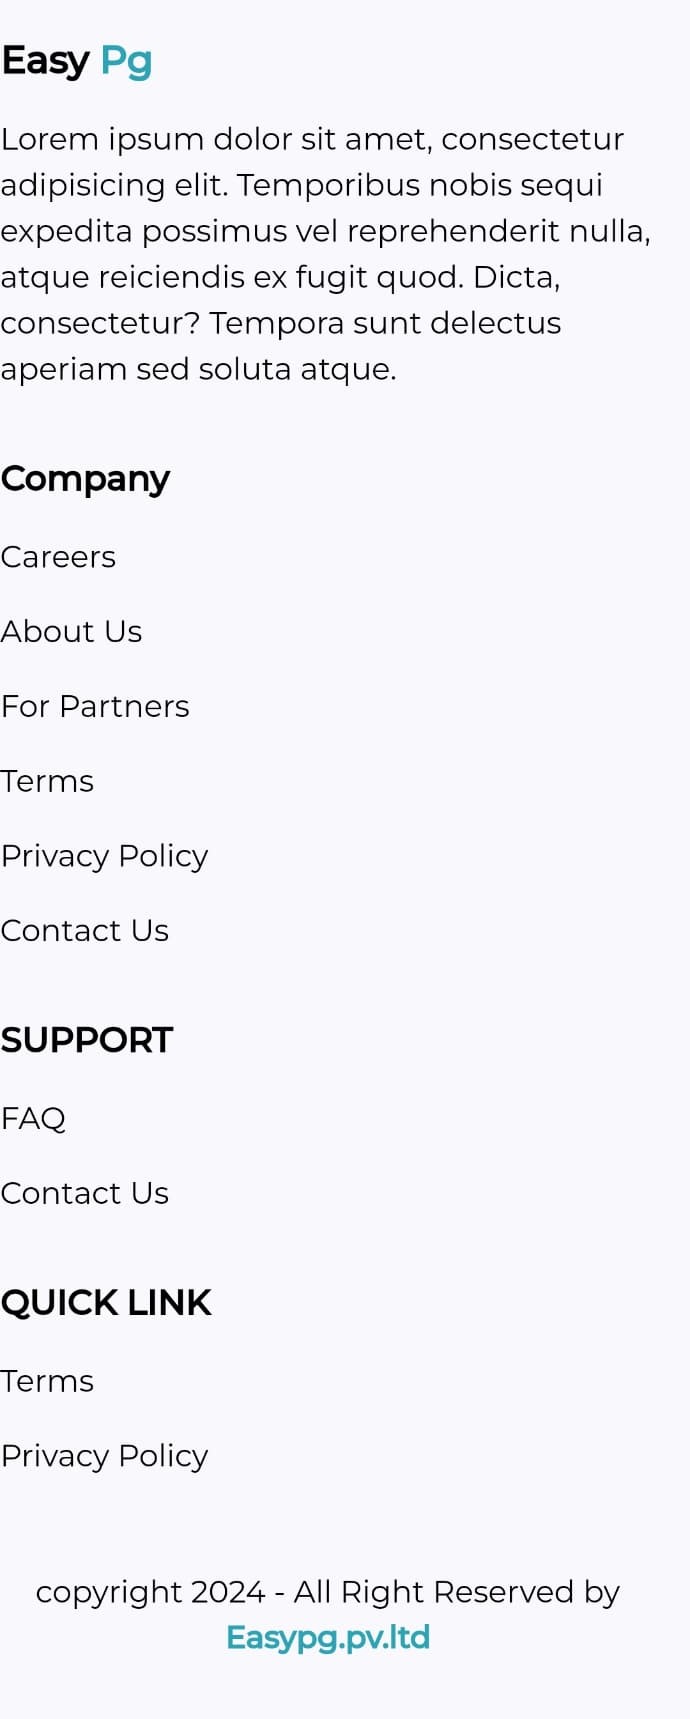 Easy Pg
Lorem ipsum dolor sit amet, consectetur
adipisicing elit. Temporibus nobis sequi
expedita possimus vel reprehenderit nulla,
atque reiciendis ex fugit quod. Dicta,
consectetur? Tempora sunt delectus
aperiam sed soluta atque.
Company
Careers
About Us
For Partners
Terms
Privacy Policy
Contact Us
SUPPORT
FAQ
Contact Us
QUICK LINK
Terms
Privacy Policy
copyright 2024 - All Right Reserved by
Easypg.pv.ltd